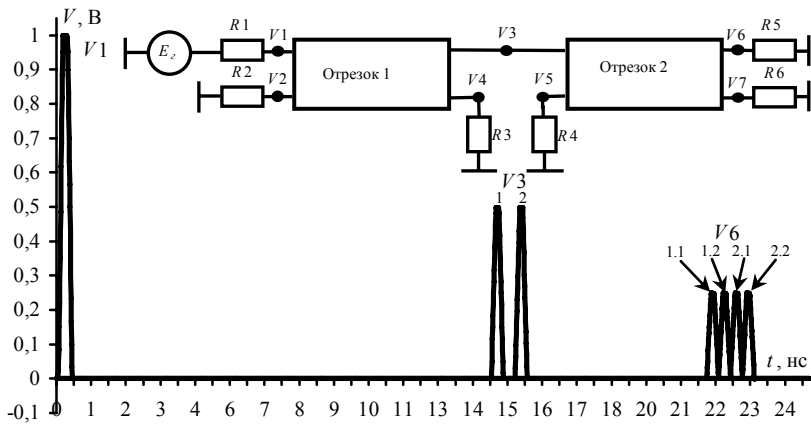 V, В
V1
E г
R1
V1
V3
V6
R5
R2
V2
Отрезок 1
V4
V5
Отрезок 2
V7
R6
R3
R4
V3
1 2
V6
1.1 1.2 2.1 2.2
t, нс
1
0,9
0,8
0,7
0,6
0,5
0,4
0,3
0,2
0,1
0
-0,1
0 1 2 3 4 5 6 7 8 9 10 11 12 13 14 15 16 17 18 19 20 21 22 23 24